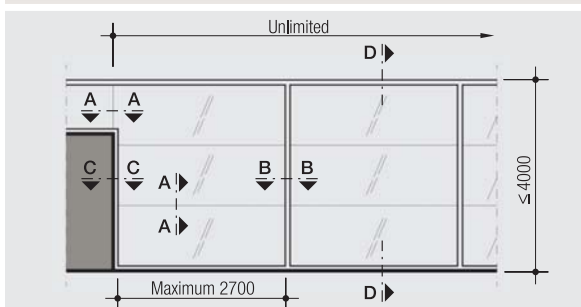 Unlimited
D
A A
C C
A
B B
A
≤ 4000
Maximum 2700
D